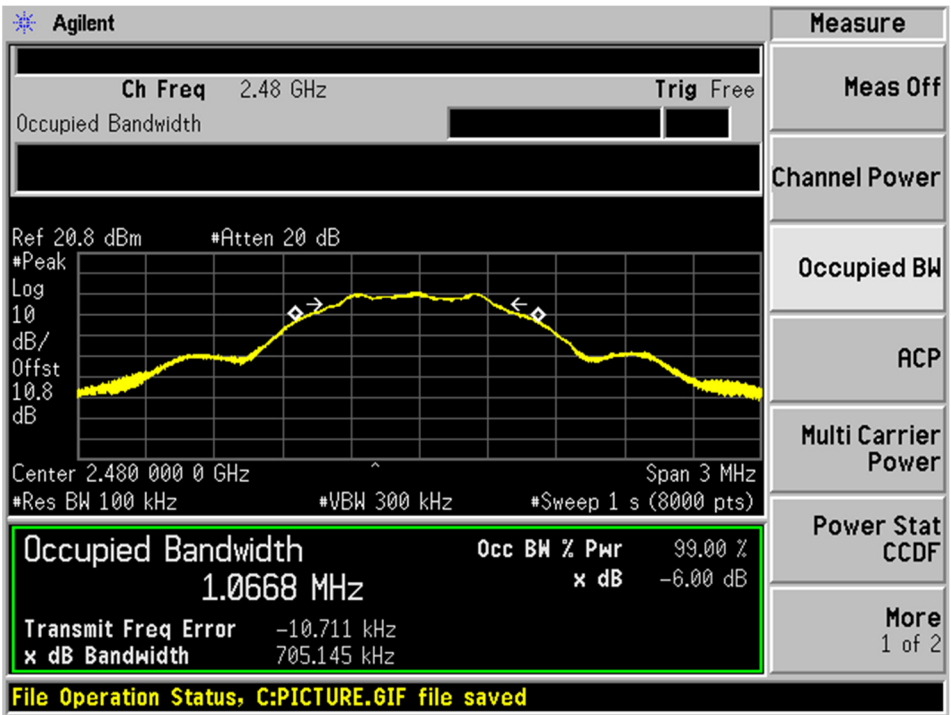 Agilent
Measure
Ch Freq 2.48 GHz Trig Free
Occupied Bandwidth
Meas Off
Channel Power
Occupied BW
ACP
Multi Carrier
Power
Power Stat
CCDF
More
1 of 2
Ref 20.8 dBm #Atten 20 dB
#Peak
Log
10
dB/
Offst
10.8
dB
Center 2.480 000 0 GHz Span 3 MHz
#Res BW 100 kHz #VBW 300 kHz #Sweep 1 s (8000 pts)
Occupied Bandwidth Occ BW % Pwr 99.00 %
1.0668 MHz x dB -6.00 dB
Transmit Freq Error -10.711 kHz
x dB Bandwidth 705.145 kHz
File Operation Status, C:PICTURE.GIF file saved